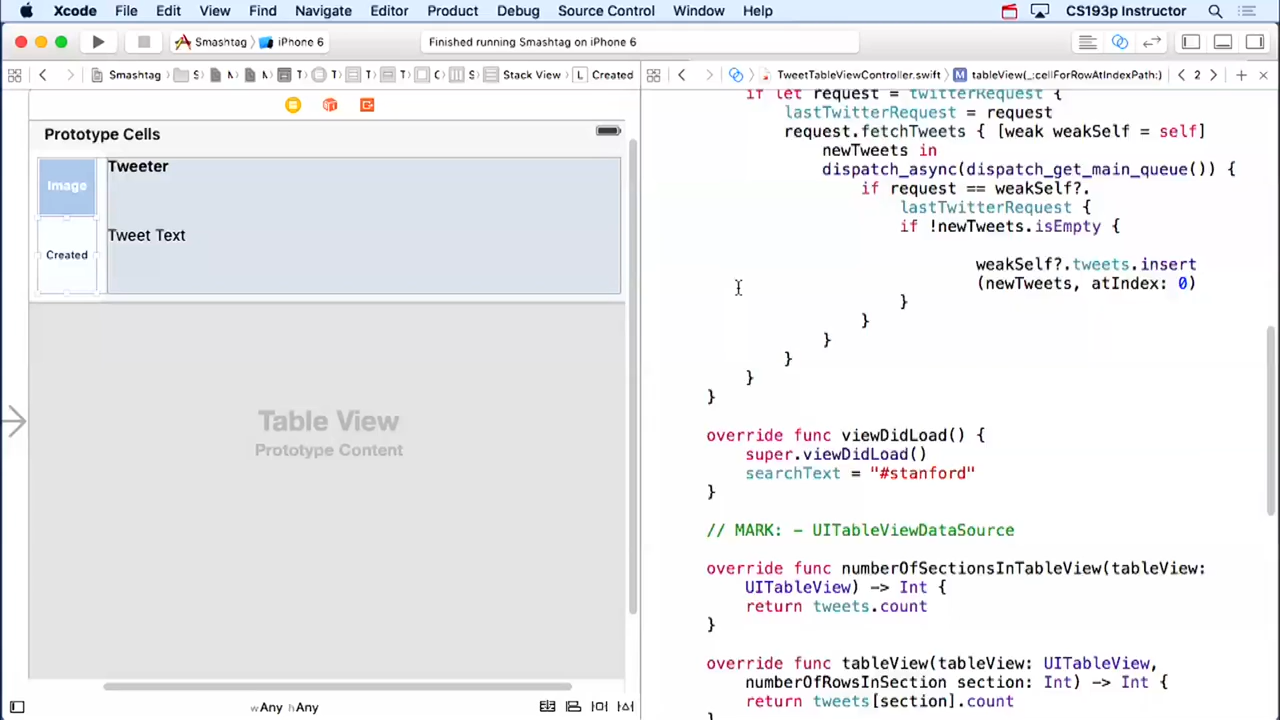 Xcode File Edit View Find Navigate Editor Product Debug Source Control Window Help CS193p Instructor
Smashtag iPhone 6 Finished running Smashtag on iPhone 6
Smashtag S Stack View L Created TweetTableViewController.swift M tableView(_:cellForRowAtIndexPath:) 2
Prototype Cells
Image
Tweeter
Tweet Text
Created
Table View
Prototype Content
wAny hAny
if let request = twitterRequest {
lastTwitterRequest = request
request.fetchTweets { [weak weakSelf = self]
newTweets in
dispatch_async(dispatch_get_main_queue()) {
if request == weakSelf?.
lastTwitterRequest {
if !newTweets.isEmpty {
weakSelf?.tweets.insert
(newTweets, atIndex: 0)
}
}
}
}
}
}
override func viewDidLoad() {
super.viewDidLoad()
searchText = "#stanford"
}
// MARK: - UITableViewDataSource
override func numberOfSectionsInTableView(tableView:
UITableView) -> Int {
return tweets.count
}
override func tableView(tableView: UITableView,
numberOfRowsInSection section: Int) -> Int {
return tweets[section].count